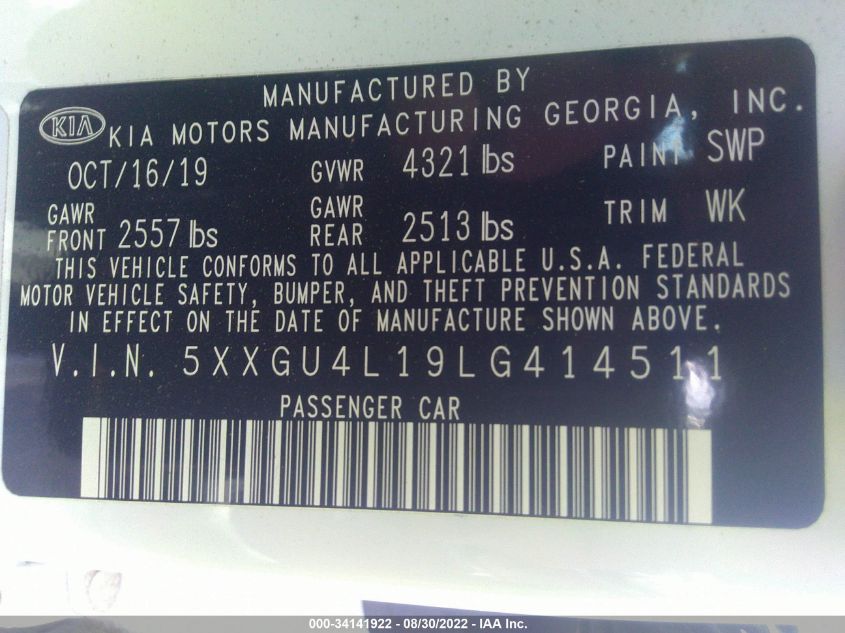 MANUFACTURED BY
KIA KIA MOTORS MANUFACTURING GEORGIA, INC.
OCT/16/19 GVWR 4321 lbs PAINT SWP
GAWR FRONT 2557 lbs GAWR REAR 2513 lbs TRIM WK
THIS VEHICLE CONFORMS TO ALL APPLICABLE U.S.A. FEDERAL
MOTOR VEHICLE SAFETY, BUMPER, AND THEFT PREVENTION STANDARDS
IN EFFECT ON THE DATE OF MANUFACTURE SHOWN ABOVE.
V.I.N. 5XXGU4L19LG414511
PASSENGER CAR
000-34141922 - 08/30/2022 - IAA Inc.